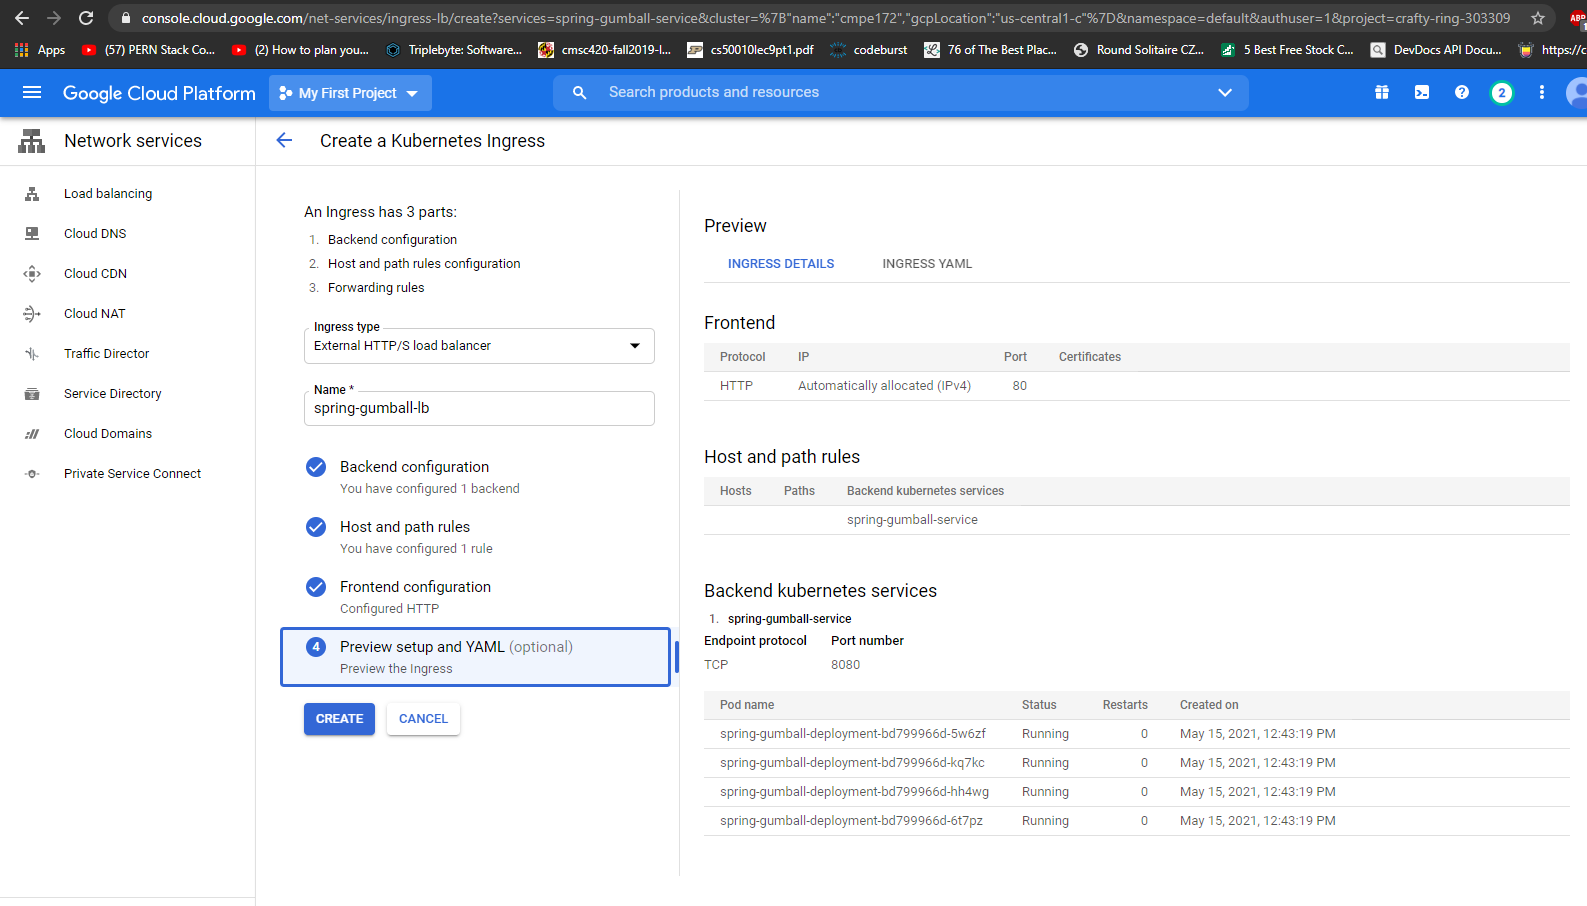 console.cloud.google.com/net-services/ingress-lb/create?services=spring-gumball-service&cluster=%7B"name":"cmpe172","gcpLocation":"us-central1-c"%7D&namespace=default&authuser=1&project=crafty-ring-303309
ABP
Apps
(57) PERN Stack Co...
(2) How to plan you...
Triplebyte: Software...
cmsc420-fall2019-l...
cs50010lec9pt1.pdf
codeburst
76 of The Best Plac...
Round Solitaire CZ...
5 Best Free Stock C...
DevDocs API Docu...
https://c
Google Cloud Platform
My First Project
Search products and resources
2
Network services
Create a Kubernetes Ingress
Load balancing
Cloud DNS
Cloud CDN
Cloud NAT
Traffic Director
Service Directory
Cloud Domains
Private Service Connect
An Ingress has 3 parts:
1. Backend configuration
2. Host and path rules configuration
3. Forwarding rules
Ingress type
External HTTP/S load balancer
Name *
spring-gumball-lb
Backend configuration
You have configured 1 backend
Host and path rules
You have configured 1 rule
Frontend configuration
Configured HTTP
4 Preview setup and YAML (optional)
Preview the Ingress
CREATE
CANCEL
Preview
INGRESS DETAILS
INGRESS YAML
Frontend
Protocol IP Port Certificates
HTTP Automatically allocated (IPv4) 80
Host and path rules
Hosts Paths Backend kubernetes services
spring-gumball-service
Backend kubernetes services
1. spring-gumball-service
Endpoint protocol Port number
TCP 8080
Pod name Status Restarts Created on
spring-gumball-deployment-bd799966d-5w6zf Running 0 May 15, 2021, 12:43:19 PM
spring-gumball-deployment-bd799966d-kq7kc Running 0 May 15, 2021, 12:43:19 PM
spring-gumball-deployment-bd799966d-hh4wg Running 0 May 15, 2021, 12:43:19 PM
spring-gumball-deployment-bd799966d-6t7pz Running 0 May 15, 2021, 12:43:19 PM